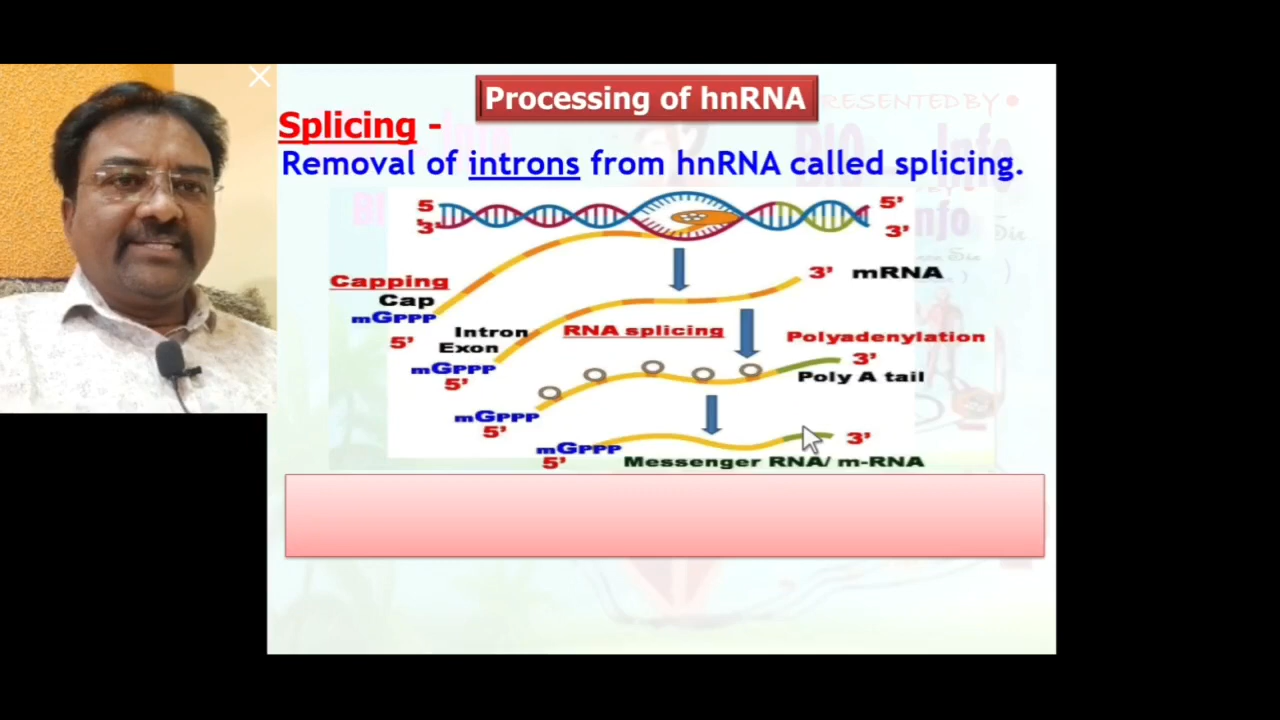 Processing of hnRNA
RESENTED BY
Splicing -
Removal of introns from hnRNA called splicing.
5 5'
3' 3'
Capping
3' mRNA
Cap
mGPPP
5'
Intron
RNA splicing
Polyadenylation
Exon
3'
mGPPP
Poly A tail
5'
mGPPP
5'
3'
mGPPP
5'
Messenger RNA/ m-RNA